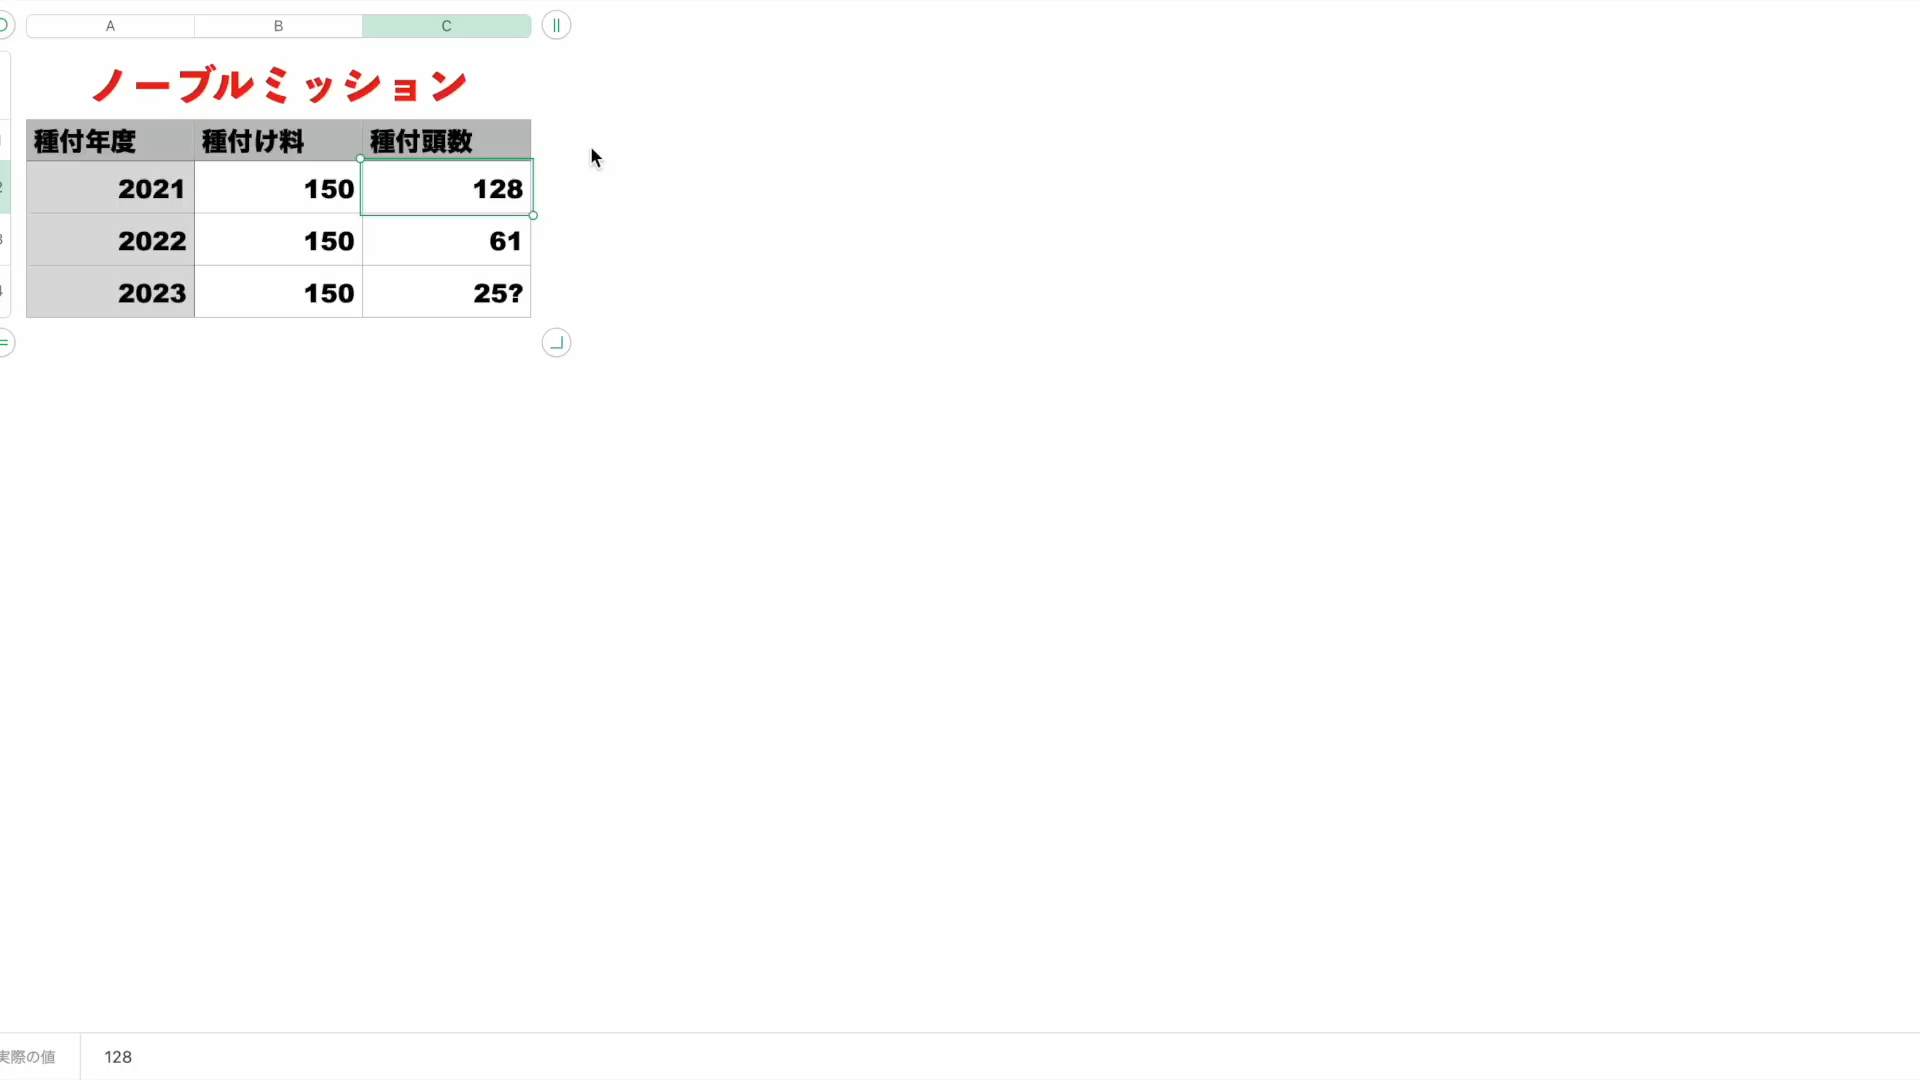 A B C
ノーブルミッション
種付年度 種付け料 種付頭数
2021 150 128
2022 150 61
2023 150 25?
実際の値 128